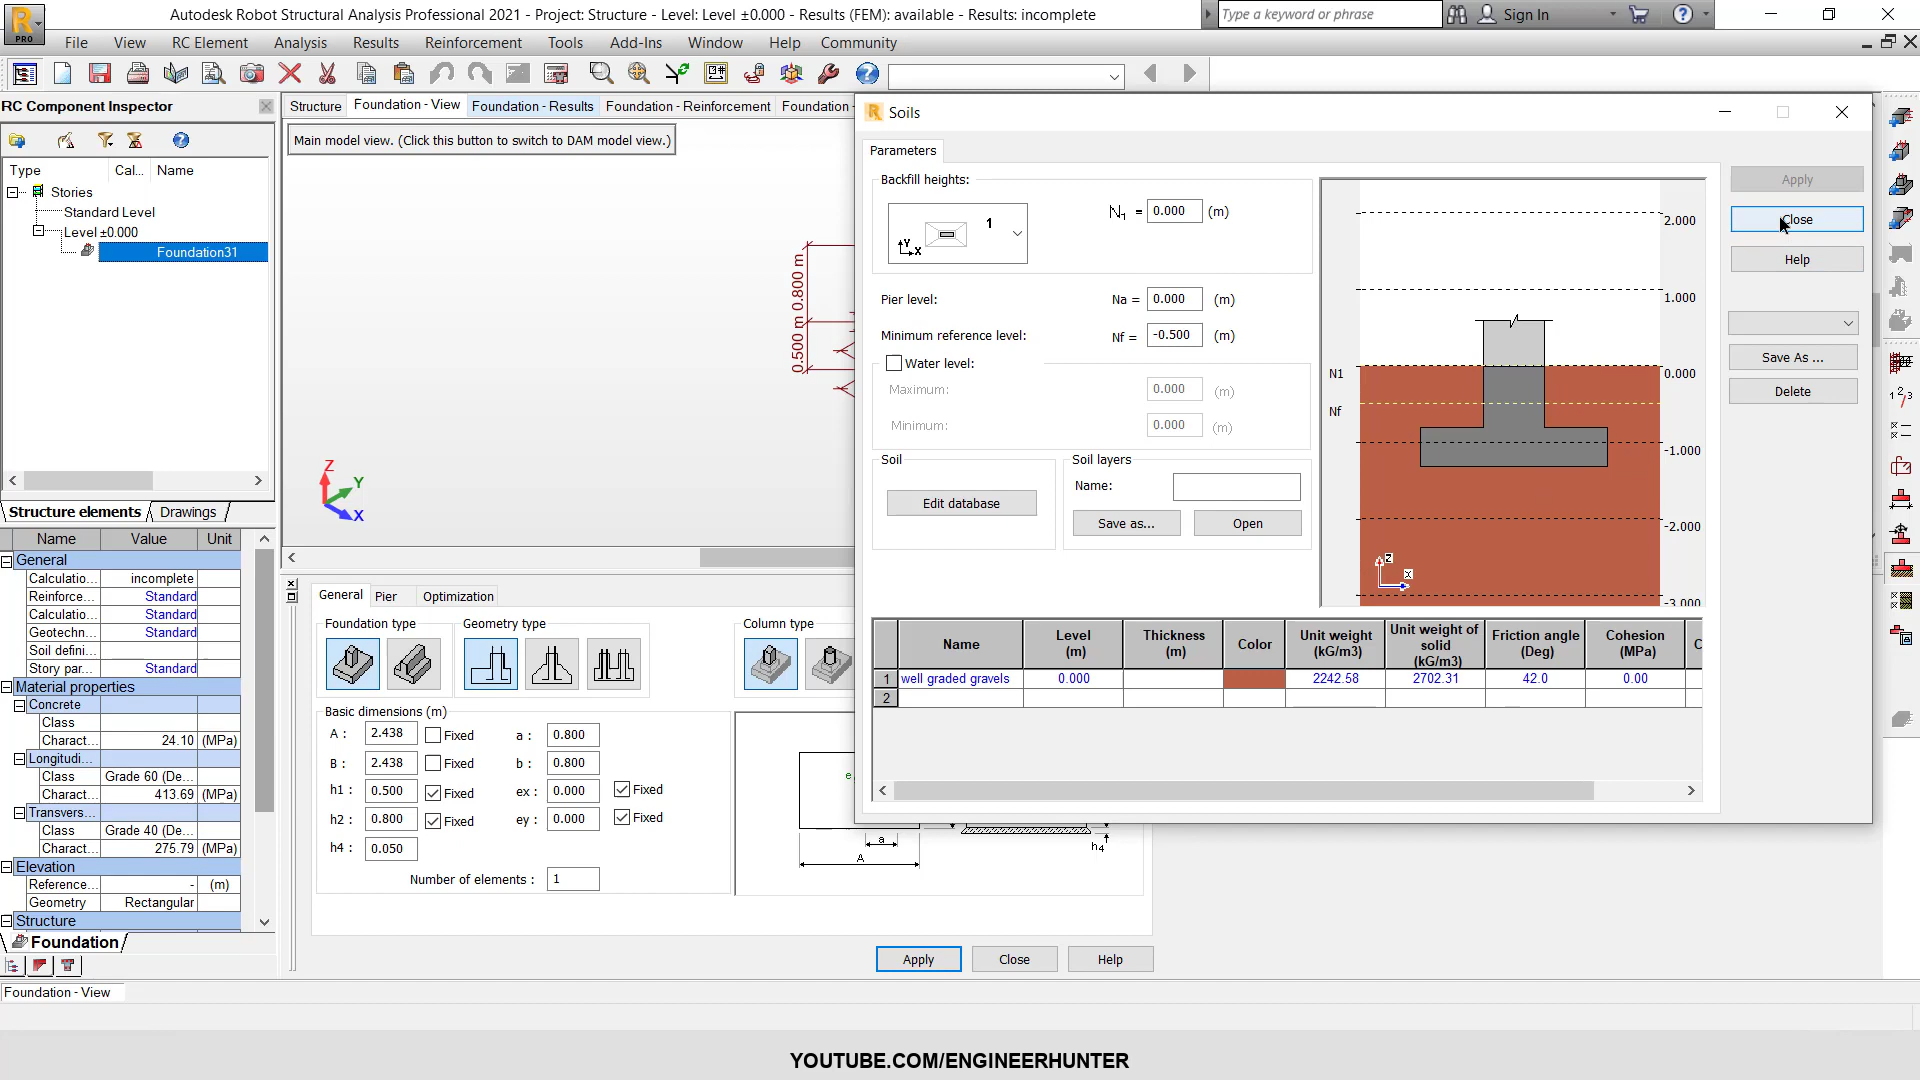 Autodesk Robot Structural Analysis Professional 2021 - Project: Structure - Level: Level ±0.000 - Results (FEM): available - Results: incomplete
Type a keyword or phrase
Sign In
PRO
File View RC Element Analysis Results Reinforcement Tools Add-Ins Window Help Community
RC Component Inspector
Structure Foundation - View Foundation - Results Foundation - Reinforcement Foundation -
Main model view. (Click this button to switch to DAM model view.)
Type Cal... Name
Stories
Standard Level
Level ±0.000
Foundation31
Structure elements Drawings
Name Value Unit
General
Calculatio... incomplete
Reinforce... Standard
Calculatio... Standard
Geotechn... Standard
Soil defini...
Story par... Standard
Material properties
Concrete
Class
Charact... 24.10 (MPa)
Longitudi...
Class Grade 60 (De...
Charact... 413.69 (MPa)
Transvers...
Class Grade 40 (De...
Charact... 275.79 (MPa)
Elevation
Reference... - (m)
Geometry Rectangular
Structure
Foundation
Foundation - View
0.500 m 0.800 m
Z
Y
X
General Pier Optimization
Foundation type
Geometry type
Column type
Basic dimensions (m)
A : 2.438 Fixed a : 0.800
B : 2.438 Fixed b : 0.800
h1 : 0.500 Fixed ex : 0.000 Fixed
h2 : 0.800 Fixed ey : 0.000 Fixed
h4 : 0.050
Number of elements : 1
e
a
A
h4
Apply Close Help
Soils
Parameters
Backfill heights:
1
Y
X
N1 = 0.000 (m)
Pier level: Na = 0.000 (m)
Minimum reference level: Nf = -0.500 (m)
Water level:
Maximum: 0.000 (m)
Minimum: 0.000 (m)
Soil
Edit database
Soil layers
Name:
Save as... Open
2.000
1.000
N1 0.000
Nf
-1.000
-2.000
-3.000
Z
X
Apply
Close
Help
Save As ...
Delete
Name Level (m) Thickness (m) Color Unit weight (kG/m3) Unit weight of solid (kG/m3) Friction angle (Deg) Cohesion (MPa) C
1 well graded gravels 0.000 2242.58 2702.31 42.0 0.00
2
YOUTUBE.COM/ENGINEERHUNTER